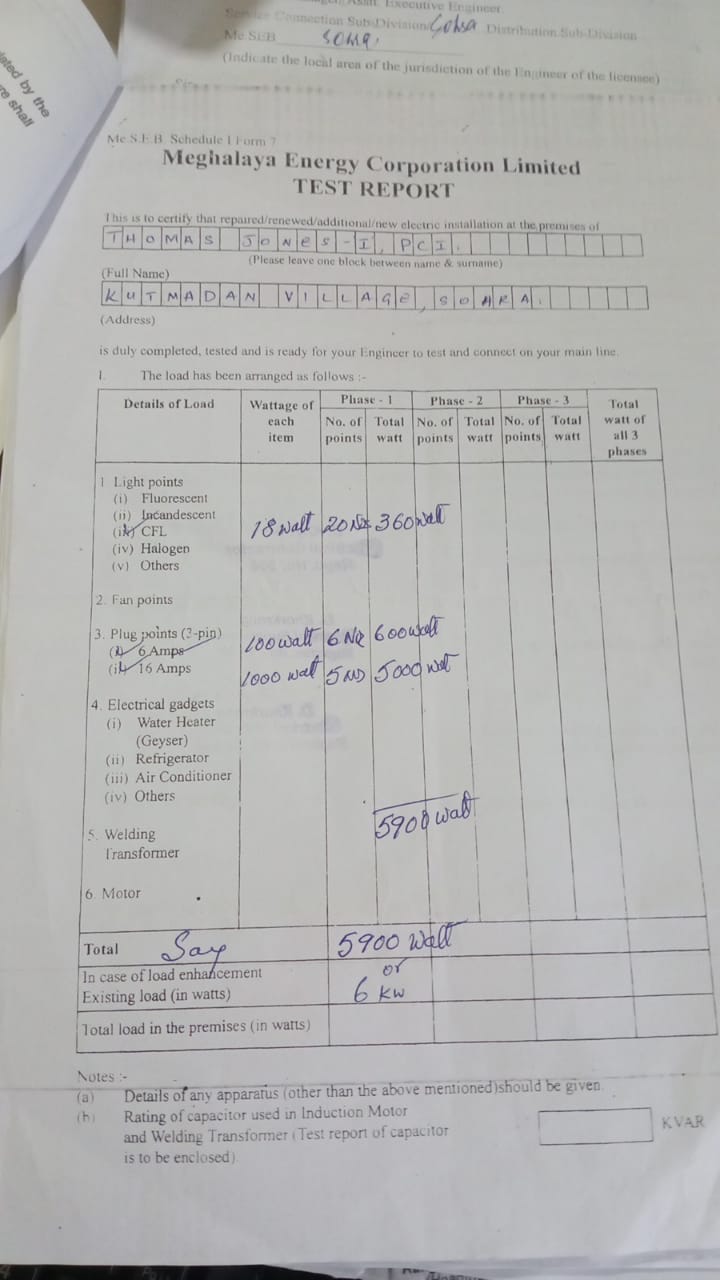 Executive Engineer
Service Connection Sub-Division/ Sohra Distribution Sub-Division
Me.SEB
(Indicate the local area of the jurisdiction of the Engineer of the licensee)
ated by the
re shall
Me S.E.B Schedule I Form 7
Meghalaya Energy Corporation Limited
TEST REPORT
This is to certify that repaired/renewed/additional/new electric installation at the premises of
THOMAS JONES-I, PCI.
(Please leave one block between name & surname)
(Full Name)
KUTMADAN VILLAGE, SOHRA.
(Address)
is duly completed, tested and is ready for your Engineer to test and connect on your main line.
1. The load has been arranged as follows :-
Details of Load Wattage of each item Phase - 1 Phase - 2 Phase - 3 Total watt of all 3 phases
No. of points Total watt No. of points Total watt No. of points Total watt
1 Light points
(i) Fluorescent
(ii) Incandescent
(iii) CFL 18 Watt 20 No 360 Watt
(iv) Halogen
(v) Others
2. Fan points
3. Plug points (3-pin)
(i) 6 Amps 100 Watt 6 No 600 Watt
(ii) 16 Amps 1000 Watt 5 No 5000 Watt
4. Electrical gadgets
(i) Water Heater
(Geyser)
(ii) Refrigerator
(iii) Air Conditioner
(iv) Others
5900 Watt
5. Welding
Transformer
6. Motor
Total Say 5900 Watt
In case of load enhancement or
Existing load (in watts) 6 KW
Total load in the premises (in watts)
Notes :-
(a) Details of any apparatus (other than the above mentioned)should be given.
(b) Rating of capacitor used in Induction Motor
and Welding Transformer (Test report of capacitor KVAR
is to be enclosed)